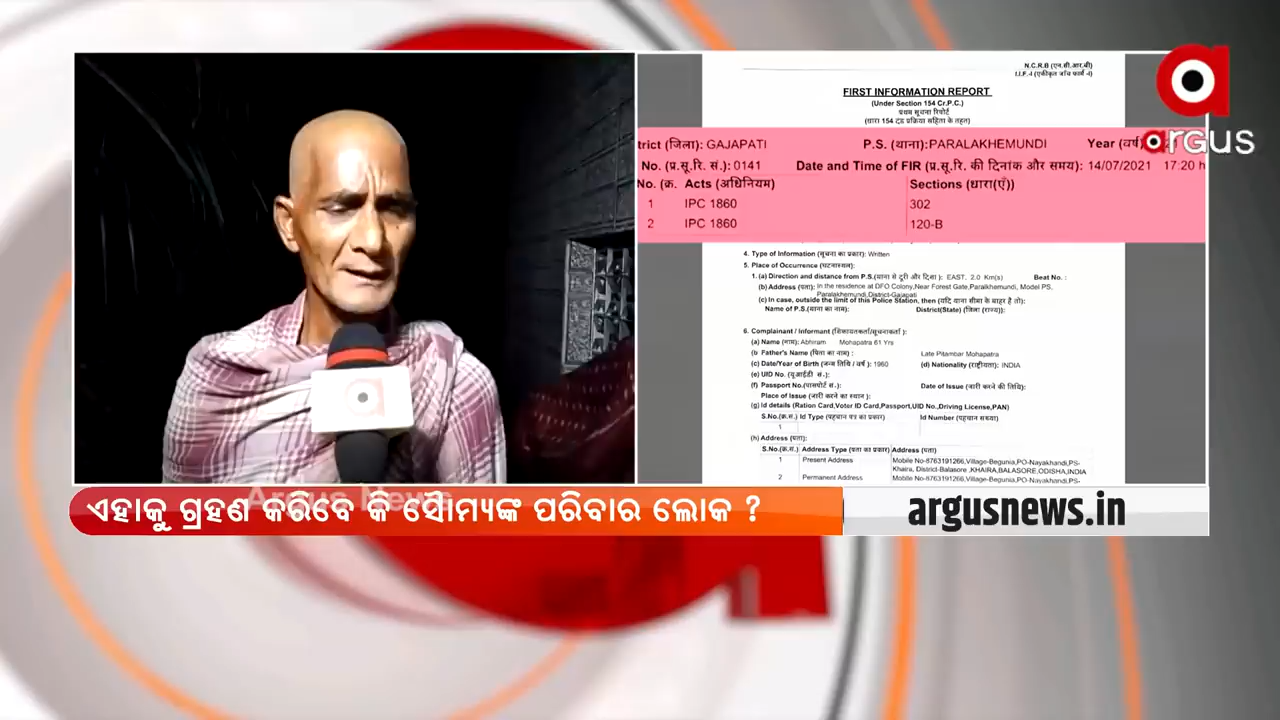 N.C.R.B (एन.सी.आर.बी)
I.I.F.-I (एकीकृत जाँच फार्म -I)
FIRST INFORMATION REPORT
(Under Section 154 Cr.P.C.)
प्रथम सूचना रिपोर्ट
(धारा 154 दंड प्रक्रिया संहिता के तहत)
argus
trict (जिला): GAJAPATI P.S. (थाना): PARALAKHEMUNDI Year (वर्ष)
No. (प्र.सू.रि. सं.): 0141 Date and Time of FIR (प्र.सू.रि. की दिनांक और समय): 14/07/2021 17:20 h
No. (क्र. Acts (अधिनियम) Sections (धारा(एँ))
1 IPC 1860 302
2 IPC 1860 120-B
4. Type of Information (सूचना का प्रकार): Written
5. Place of Occurrence (घटनास्थल):
1. (a) Direction and distance from P.S.(थाना से दूरी और दिशा): EAST, 2.0 Km(s) Beat No. :
(b) Address (पता): In the residence at DFO Colony,Near Forest Gate,Paralkhemundi, Model PS,
Paralakhemundi,District-Gajapati
(c) In case, outside the limit of this Police Station, then (यदि थाना सीमा के बाहर है तो):
Name of P.S.(थाना का नाम): District(State) (जिला (राज्य)):
6. Complainant / Informant (शिकायतकर्ता/सूचनाकर्ता ):
(a) Name (नाम): Abhiram Mohapatra 61 Yrs
(b Father's Name (पिता का नाम) : Late Pitambar Mohapatra
(c) Date/Year of Birth (जन्म तिथि / वर्ष ): 1960 (d) Nationality (राष्ट्रीयता): INDIA
(e) UID No. (यूआईडी सं.):
(f) Passport No.(पासपोर्ट सं.): Date of Issue (जारी करने की तिथि):
Place of Issue (जारी करने का स्थान ):
(g) Id details (Ration Card,Voter ID Card,Passport,UID No.,Driving License,PAN)
S.No.(क्र.सं.) Id Type (पहचान पत्र का प्रकार) Id Number (पहचान संख्या)
1
(h) Address (पता):
S.No.(क्र.सं.) Address Type (पता का प्रकार) Address (पता)
1 Present Address Mobile No-8763191266,Village-Begunia,PO-Nayakhandi,PS-
Khaira, District-Balasore ,KHAIRA,BALASORE,ODISHA,INDIA
2 Permanent Address Mobile No-8763191266,Village-Begunia,PO-Nayakhandi,PS-
Argus News
ଏହାକୁ ଗ୍ରହଣ କରିବେ କି ସୌମ୍ୟଙ୍କ ପରିବାର ଲୋକ ?
argusnews.in